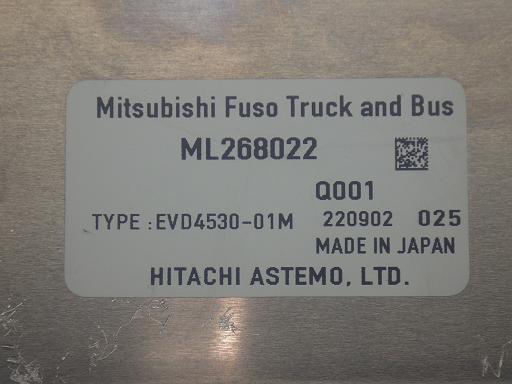 Mitsubishi Fuso Truck and Bus
ML268022
Q001
TYPE : EVD4530-01M 220902 025
MADE IN JAPAN
HITACHI ASTEMO, LTD.
N